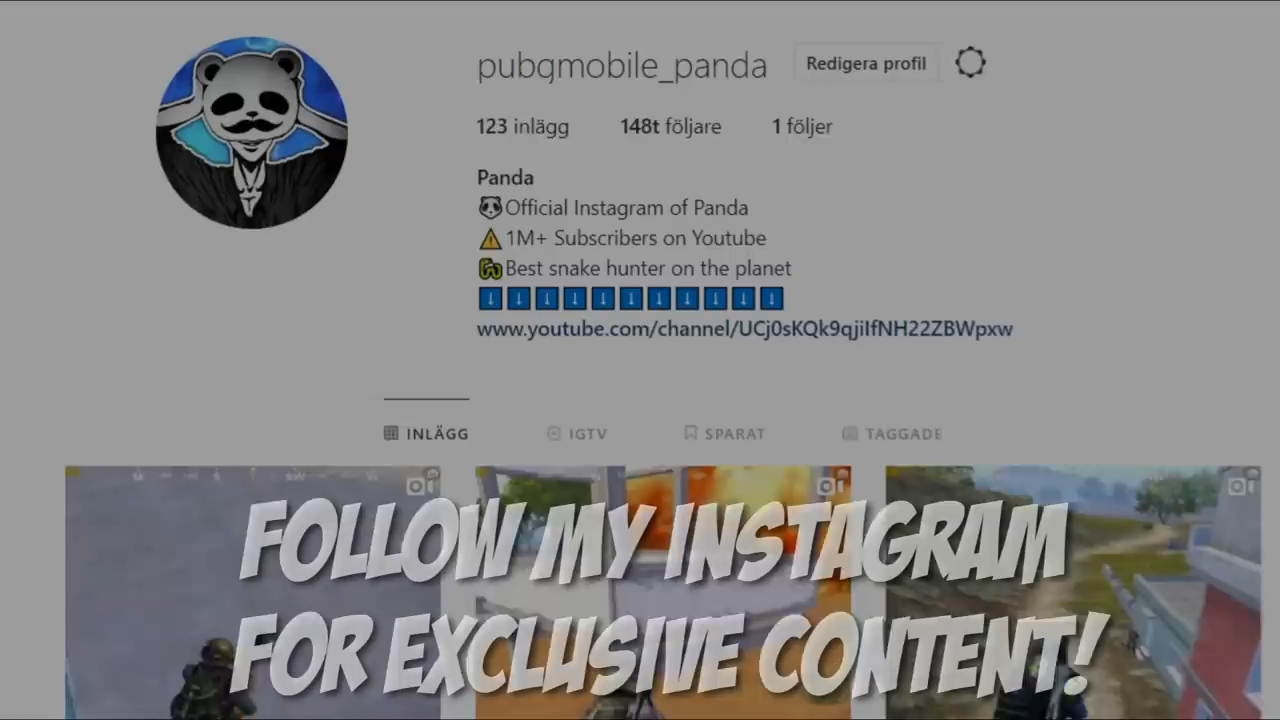 pubgmobile_panda Redigera profil
123 inlägg 148t följare 1 följer
Panda
🐼Official Instagram of Panda
⚠️1M+ Subscribers on Youtube
🐍Best snake hunter on the planet
⬇️⬇️⬇️⬇️⬇️⬇️⬇️⬇️⬇️⬇️⬇️
www.youtube.com/channel/UCj0sKQk9qjiIfNH22ZBWpxw
INLÄGG IGTV SPARAT TAGGADE
FOLLOW MY INSTAGRAM
FOR EXCLUSIVE CONTENT!